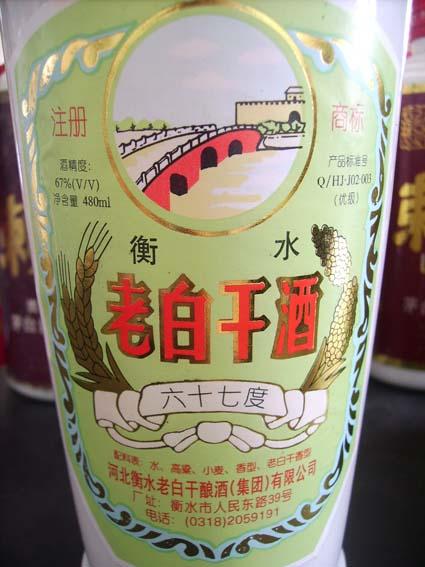 注册 商标
酒精度:
67%(V/V)
净含量 480ml
产品标准号
Q/HJ-J02·003
(优级)
衡 水
老白干酒
六十七度
配料表: 水、高粱、小麦、香型、老白干香型
河北衡水老白干酿酒(集团)有限公司
厂址: 衡水市人民东路39号
电话: (0318)2059191